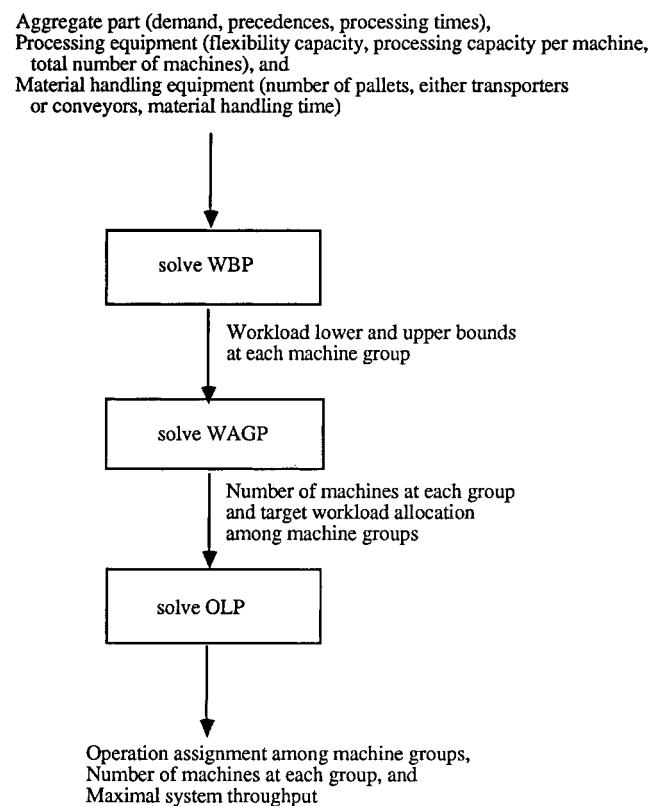 Aggregate part (demand, precedences, processing times),
Processing equipment (flexibility capacity, processing capacity per machine,
total number of machines), and
Material handling equipment (number of pallets, either transporters
or conveyors, material handling time)
solve WBP
Workload lower and upper bounds
at each machine group
solve WAGP
Number of machines at each group
and target workload allocation
among machine groups
solve OLP
Operation assignment among machine groups,
Number of machines at each group, and
Maximal system throughput